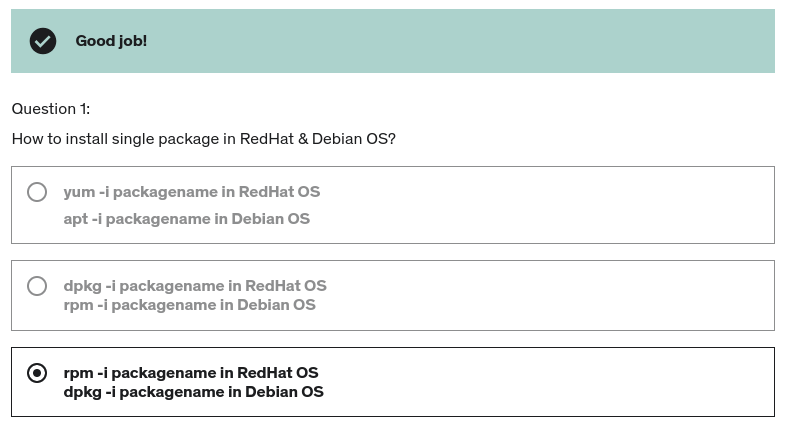 Good job!
Question 1:
How to install single package in RedHat & Debian OS?
yum -i packagename in RedHat OS
apt -i packagename in Debian OS
dpkg -i packagename in RedHat OS
rpm -i packagename in Debian OS
rpm -i packagename in RedHat OS
dpkg -i packagename in Debian OS